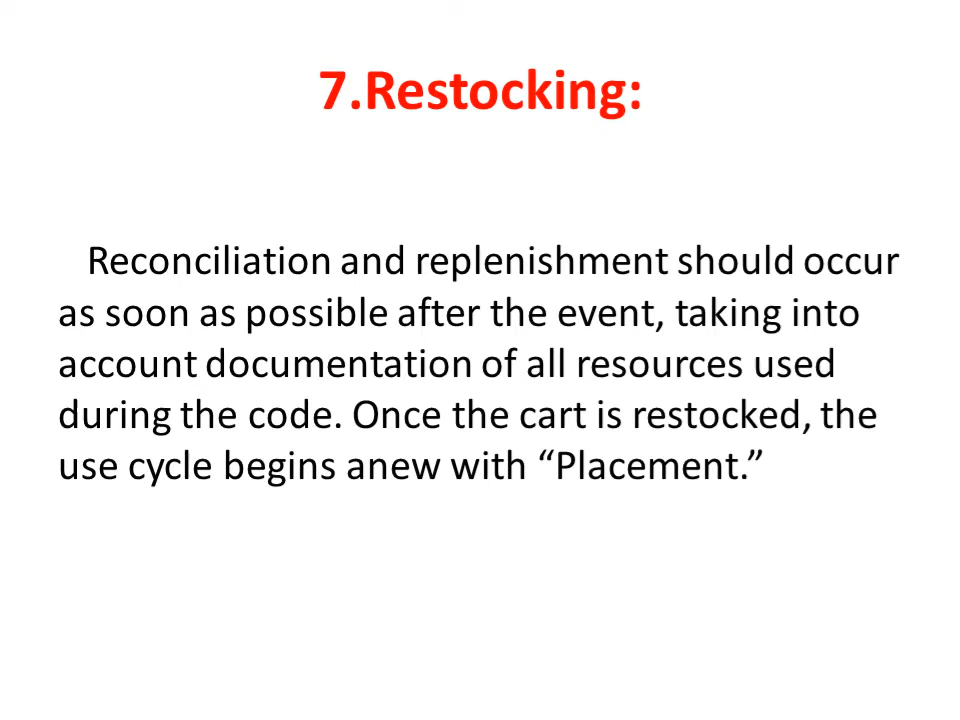 7.Restocking:
Reconciliation and replenishment should occur
as soon as possible after the event, taking into
account documentation of all resources used
during the code. Once the cart is restocked, the
use cycle begins anew with “Placement.”